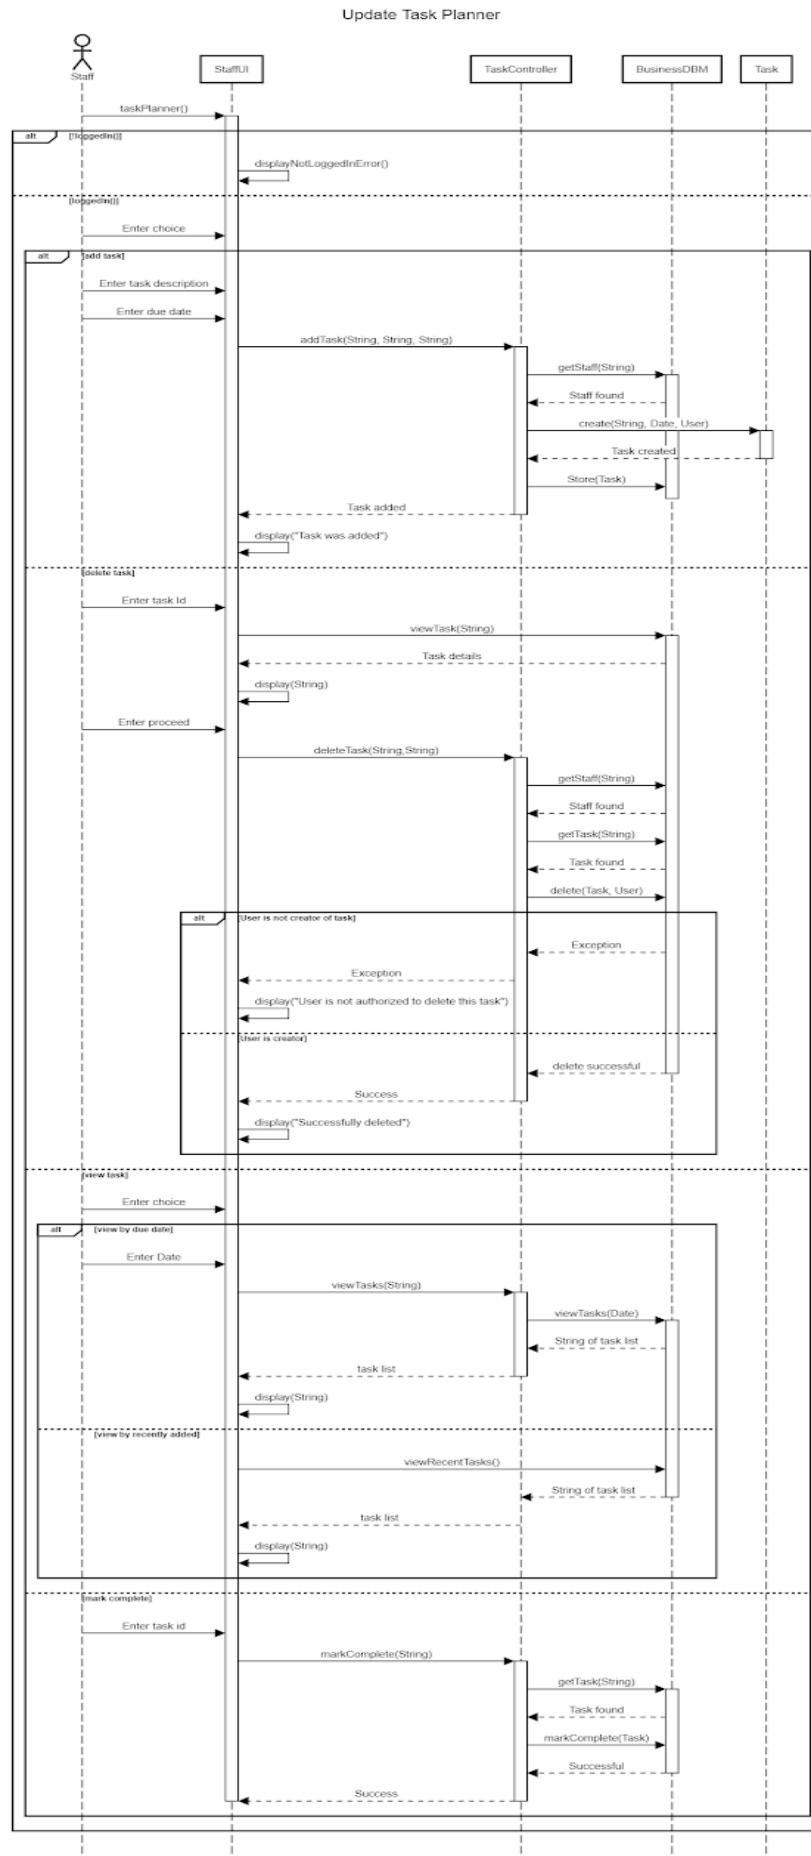 Update Task Planner
Staff
StaffUI
TaskController
BusinessDBM
Task
taskPlanner()
alt
[!loggedIn()]
displayNotLoggedInError()
[loggedIn()]
Enter choice
alt
[add task]
Enter task description
Enter due date
addTask(String, String, String)
getStaff(String)
Staff found
create(String, Date, User)
Task created
Store(Task)
Task added
display("Task was added")
[delete task]
Enter task Id
viewTask(String)
Task details
display(String)
Enter proceed
deleteTask(String,String)
getStaff(String)
Staff found
getTask(String)
Task found
delete(Task, User)
alt
[User is not creator of task]
Exception
Exception
display("User is not authorized to delete this task")
[User is creator]
delete successful
Success
display("Successfully deleted")
[view task]
Enter choice
alt
[view by due date]
Enter Date
viewTasks(String)
viewTasks(Date)
String of task list
task list
display(String)
[view by recently added]
viewRecentTasks()
String of task list
task list
display(String)
[mark complete]
Enter task id
markComplete(String)
getTask(String)
Task found
markComplete(Task)
Successful
Success